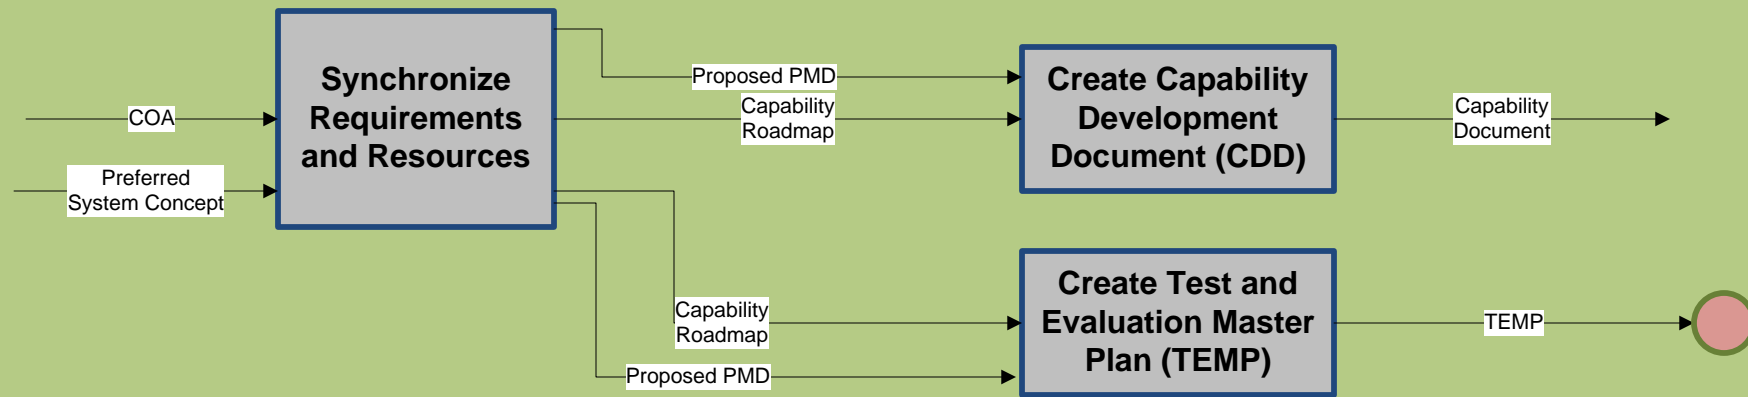 COA
Preferred
System Concept
Synchronize
Requirements
and Resources
Proposed PMD
Capability
Roadmap
Create Capability
Development
Document (CDD)
Capability
Document
Capability
Roadmap
Proposed PMD
Create Test and
Evaluation Master
Plan (TEMP)
TEMP